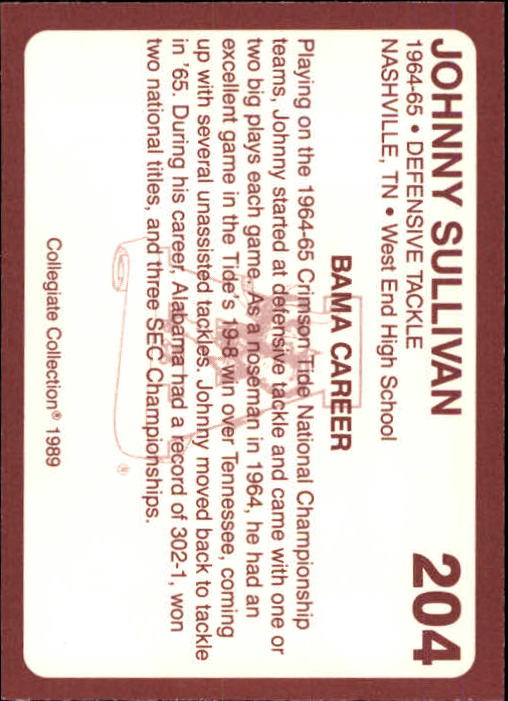 JOHNNY SULLIVAN 204
1964-65 • DEFENSIVE TACKLE
NASHVILLE, TN • West End High School
BAMA CAREER
Playing on the 1964-65 Crimson Tide National Championship
teams, Johnny started at defensive tackle and came with one or
two big plays each game. As a noseman in 1964, he had an
excellent game in the Tide's 19-8 win over Tennessee, coming
up with several unassisted tackles. Johnny moved back to tackle
in '65. During his career, Alabama had a record of 302-1, won
two national titles, and three SEC Championships.
Collegiate Collection® 1989
®